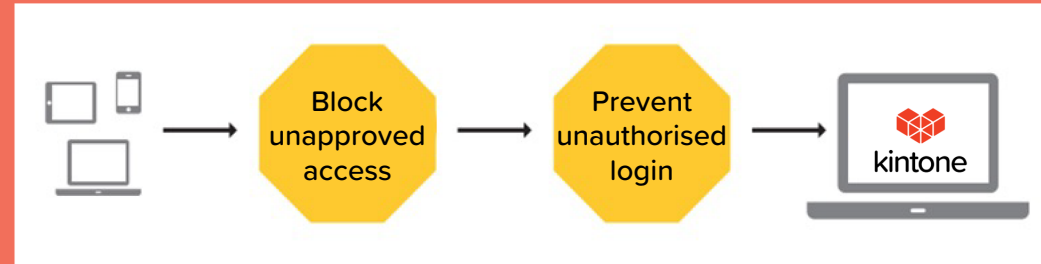 Block
unapproved
access
Prevent
unauthorised
login
kintone